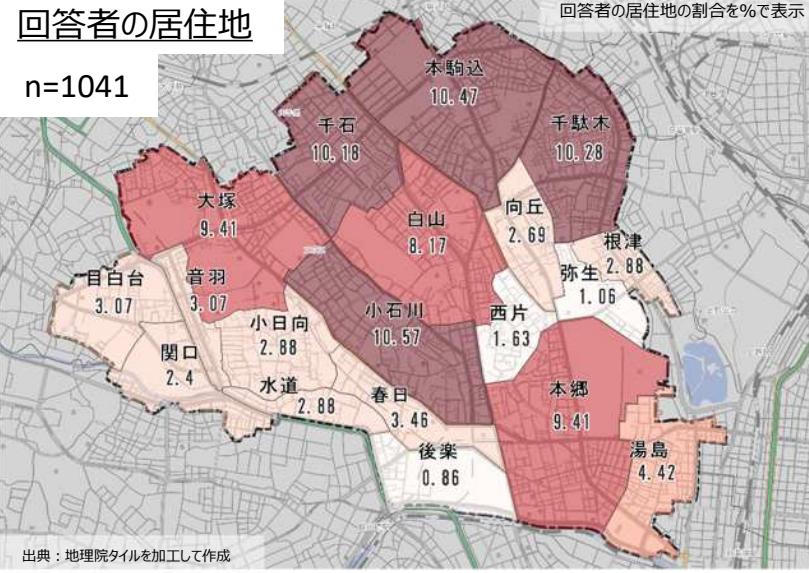 回答者の居住地
回答者の居住地の割合を%で表示
n=1041
本駒込
10.47
千石
10.18
千駄木
10.28
大塚
9.41
白山
8.17
向丘
2.69
根津
2.88
弥生
1.06
目白台
3.07
音羽
3.07
小日向
2.88
小石川
10.57
西片
1.63
関口
2.4
水道
2.88
春日
3.46
本郷
9.41
後楽
0.86
湯島
4.42
出典：地理院タイルを加工して作成